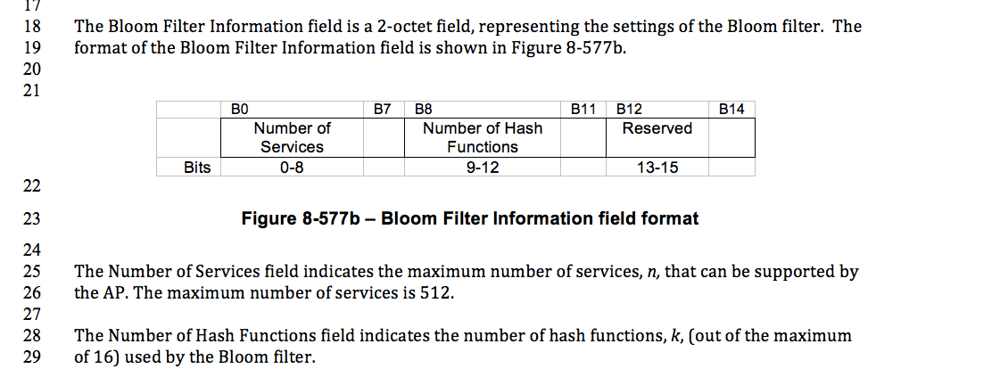 17
18 The Bloom Filter Information field is a 2-octet field, representing the settings of the Bloom filter. The
19 format of the Bloom Filter Information field is shown in Figure 8-577b.
20
21
B0 B7 B8 B11 B12 B14
Number of Number of Hash Reserved
Services Functions
Bits 0-8 9-12 13-15
22
23 Figure 8-577b – Bloom Filter Information field format
24
25 The Number of Services field indicates the maximum number of services, n, that can be supported by
26 the AP. The maximum number of services is 512.
27
28 The Number of Hash Functions field indicates the number of hash functions, k, (out of the maximum
29 of 16) used by the Bloom filter.